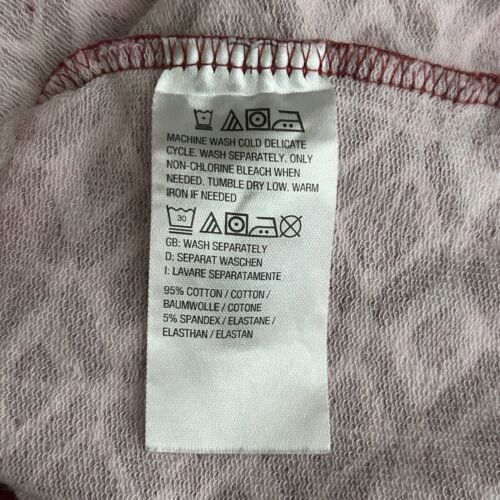 MACHINE WASH COLD DELICATE
CYCLE. WASH SEPARATELY. ONLY
NON-CHLORINE BLEACH WHEN
NEEDED. TUMBLE DRY LOW. WARM
IRON IF NEEDED
30
GB: WASH SEPARATELY
D: SEPARAT WASCHEN
I: LAVARE SEPARATAMENTE
95% COTTON / COTTON /
BAUMWOLLE / COTONE
5% SPANDEX / ELASTANE /
ELASTHAN / ELASTAN